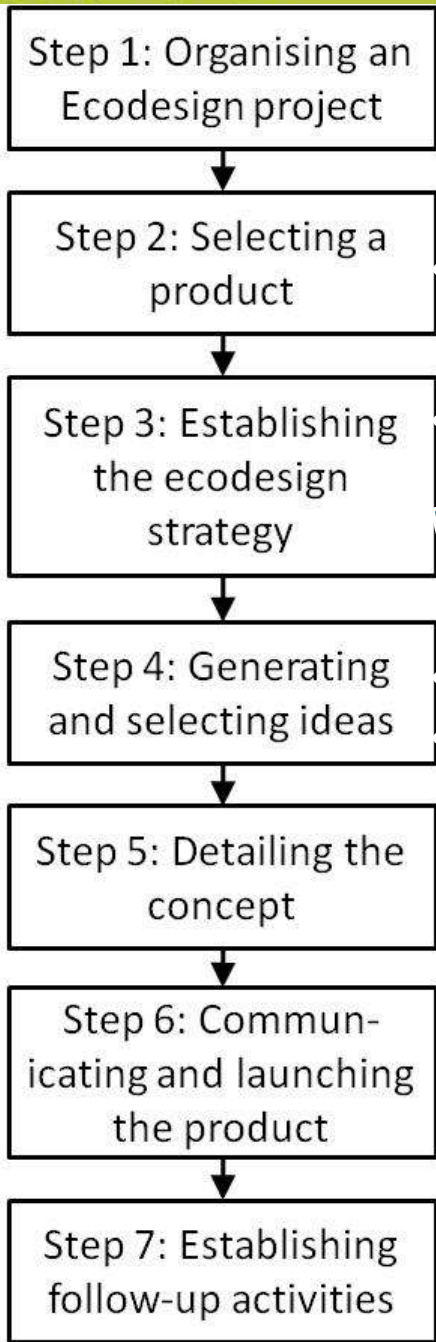 Step 1: Organising an
Ecodesign project
Step 2: Selecting a
product
Step 3: Establishing
the ecodesign
strategy
Step 4: Generating
and selecting ideas
Step 5: Detailing the
concept
Step 6: Commun-
icating and launching
the product
Step 7: Establishing
follow-up activities